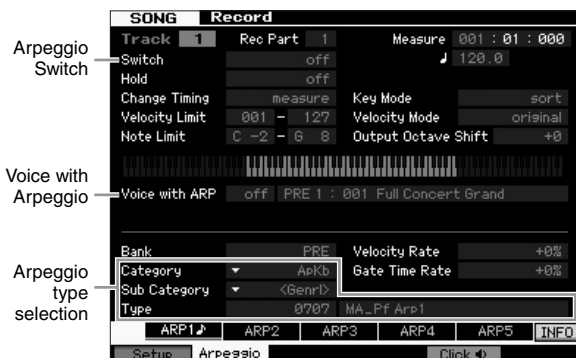 SONG Record
Track 1 Rec Part 1 Measure 001 : 01 : 000
Arpeggio Switch
Switch off ♩ 120.0
Hold off
Change Timing measure Key Mode sort
Velocity Limit 001 – 127 Velocity Mode original
Note Limit C -2 – G 8 Output Octave Shift +0
Voice with Arpeggio
Voice with ARP off PRE 1 : 001 Full Concert Grand
Bank PRE Velocity Rate +0%
Arpeggio type selection
Category ApKb Gate Time Rate +0%
Sub Category <Genrl>
Type 0707 MA_Pf Arp1
ARP1♪ ARP2 ARP3 ARP4 ARP5 INFO
Setup Arpeggio Click